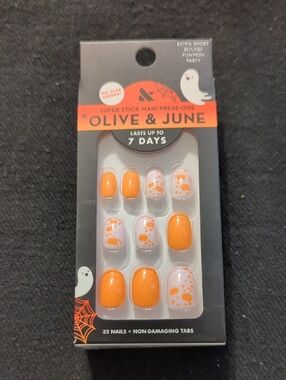 EXTRA SHORT
ROUND
PUMPKIN
PARTY
NO GLUE
NEEDED!
&
SUPER STICK MANI PRESS-ONS
OLIVE & JUNE
LASTS UP TO
7 DAYS
32 NAILS + NON-DAMAGING TABS